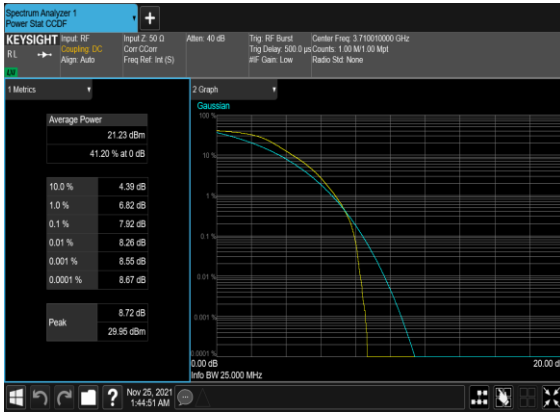 Spectrum Analyzer 1
Power Stat CCDF
+
KEYSIGHT
RL
Input: RF
Coupling: DC
Align: Auto
Input Z: 50 Ω
Corr CCorr
Freq Ref: Int (S)
Atten: 40 dB
Trig: RF Burst
Trig Delay: 500.0 µs
#IF Gain: Low
Center Freq: 3.710010000 GHz
Counts: 1.00 M/1.00 Mpt
Radio Std: None
1 Metrics
Average Power
21.23 dBm
41.20 % at 0 dB
10.0 % 4.39 dB
1.0 % 6.82 dB
0.1 % 7.92 dB
0.01 % 8.26 dB
0.001 % 8.55 dB
0.0001 % 8.67 dB
Peak
8.72 dB
29.95 dBm
2 Graph
Gaussian
100 %
10 %
1 %
0.1 %
0.01 %
0.001 %
0.0001 %
0.00 dB
20.00 d
Info BW 25.000 MHz
?
Nov 25, 2021
1:44:51 AM